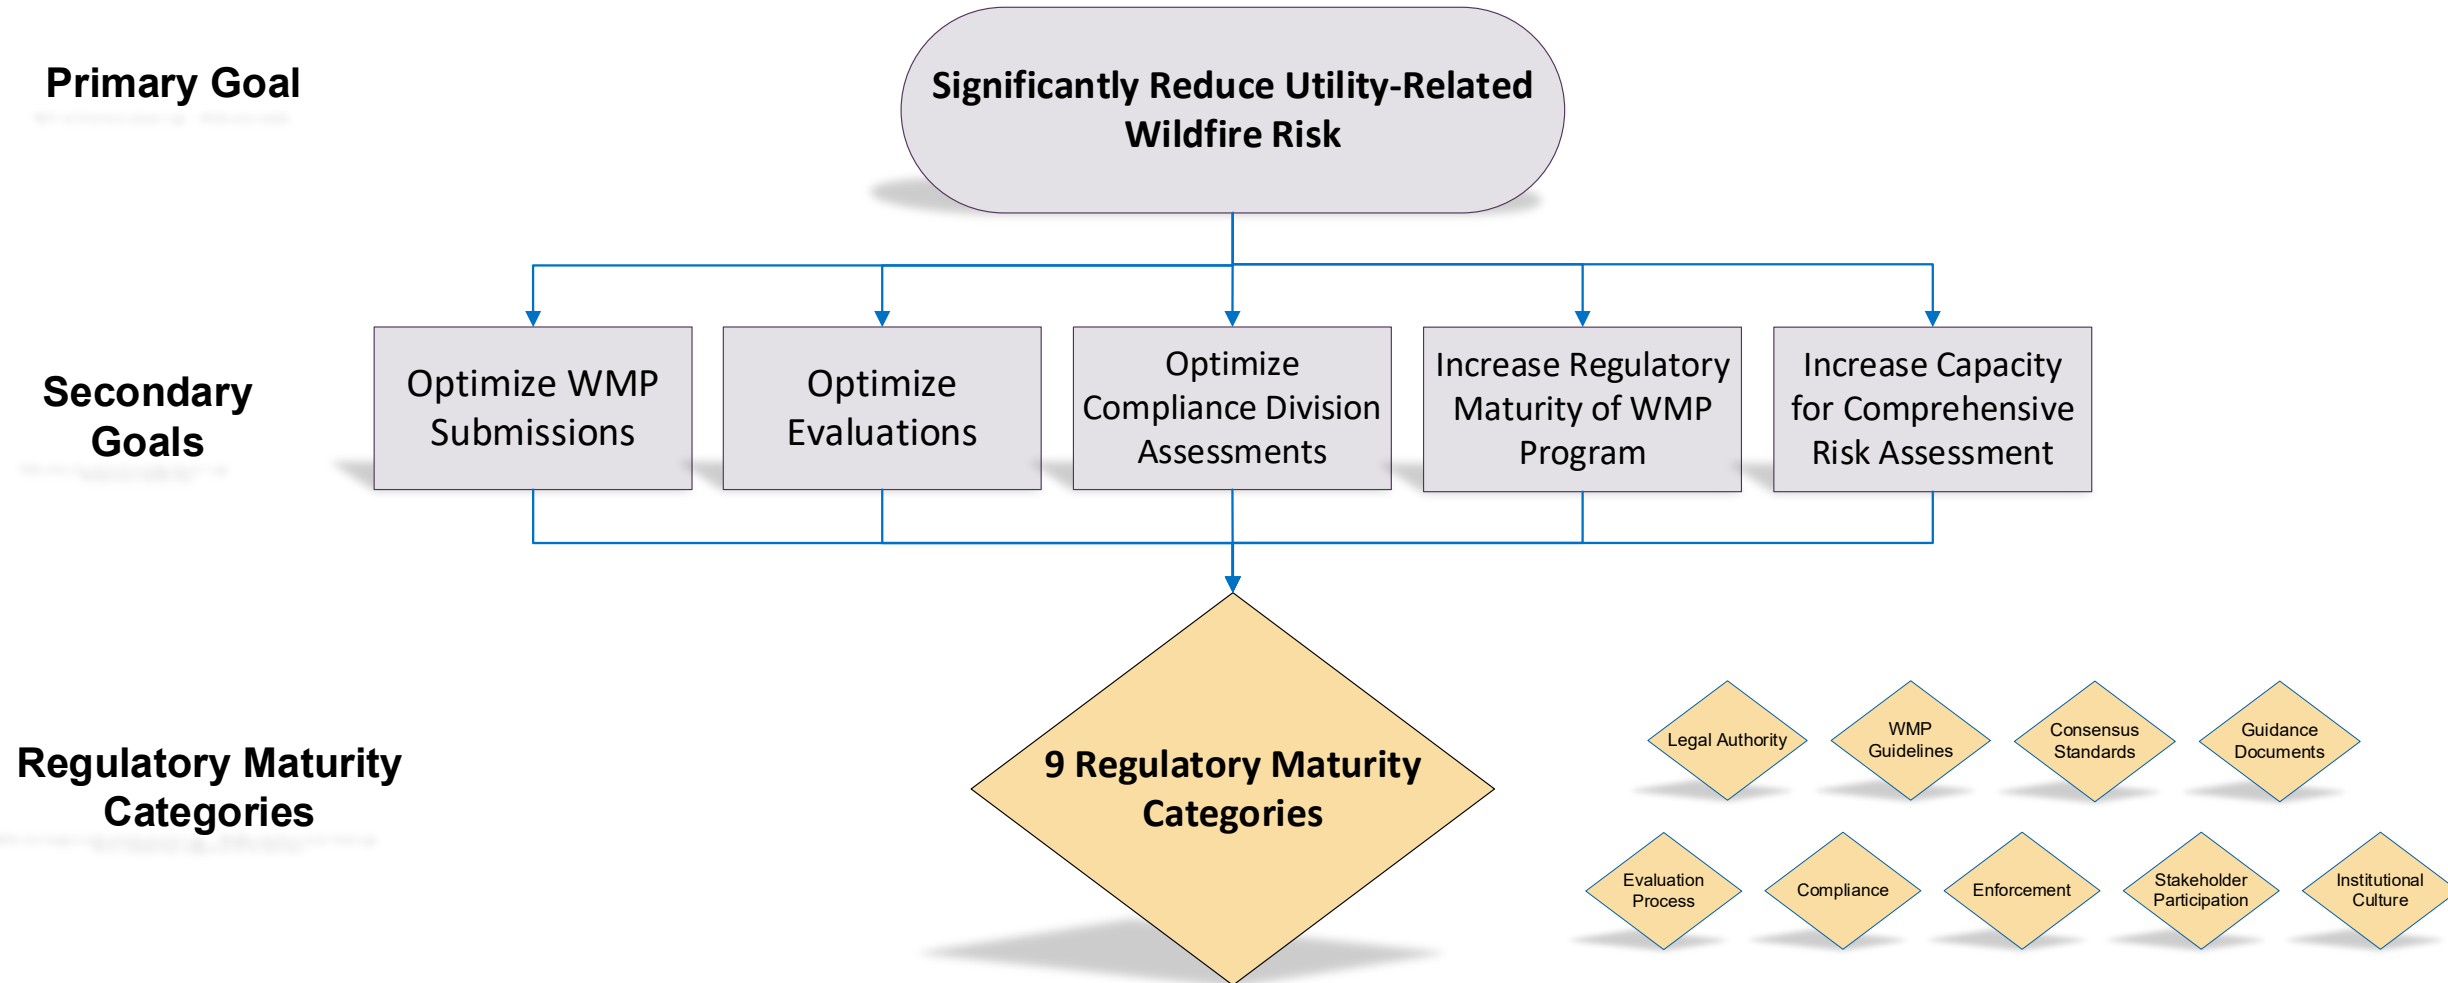 Primary Goal
Significantly Reduce Utility-Related
Wildfire Risk
Secondary
Goals
Optimize WMP
Submissions
Optimize
Evaluations
Optimize
Compliance Division
Assessments
Increase Regulatory
Maturity of WMP
Program
Increase Capacity
for Comprehensive
Risk Assessment
Regulatory Maturity
Categories
9 Regulatory Maturity
Categories
Legal Authority
WMP
Guidelines
Consensus
Standards
Guidance
Documents
Evaluation
Process
Compliance
Enforcement
Stakeholder
Participation
Institutional
Culture